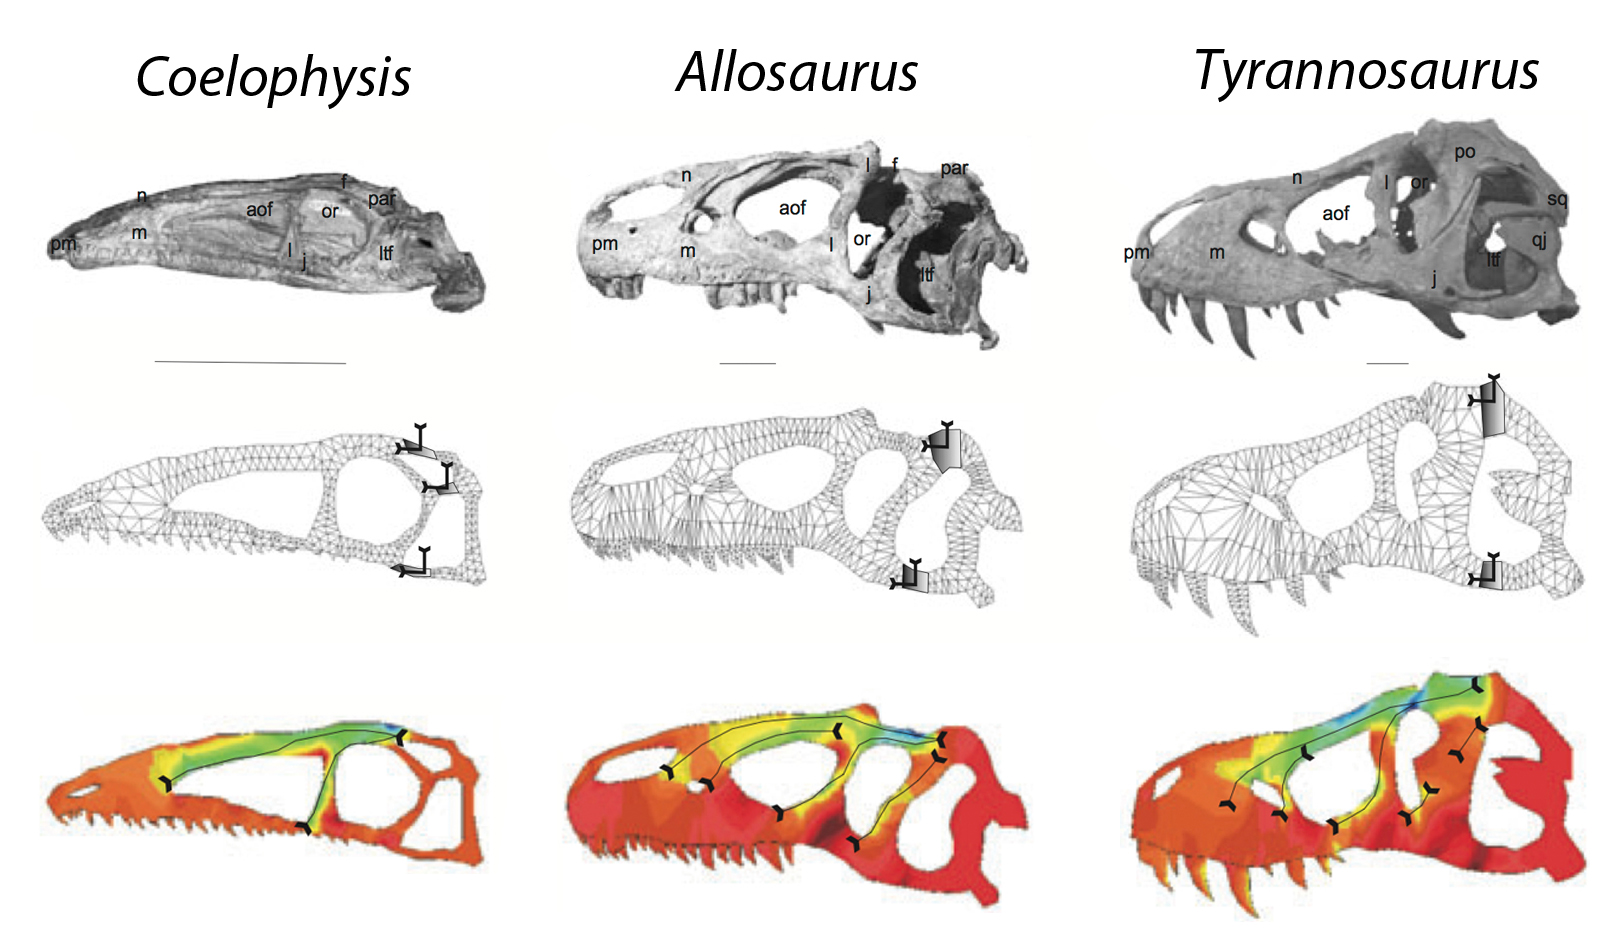 Coelophysis
Allosaurus
Tyrannosaurus
n
f
par
aof
or
pm
m
l
j
ltf
n
l
f
par
aof
pm
m
l
or
ltf
j
po
n
l
or
sq
aof
qj
pm
m
ltf
j